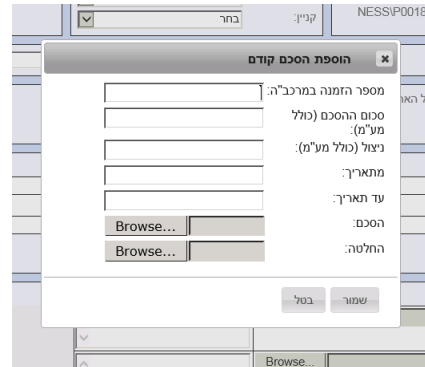 NESS\P0018
קניין: בחר
הוספת הסכם קודם
מספר הזמנה במרכב"ה:
סכום ההסכם (כולל
מע"מ):
ניצול (כולל מע"מ):
מתאריך:
עד תאריך:
הסכם: Browse...
החלטה: Browse...
שמור בטל
Browse...